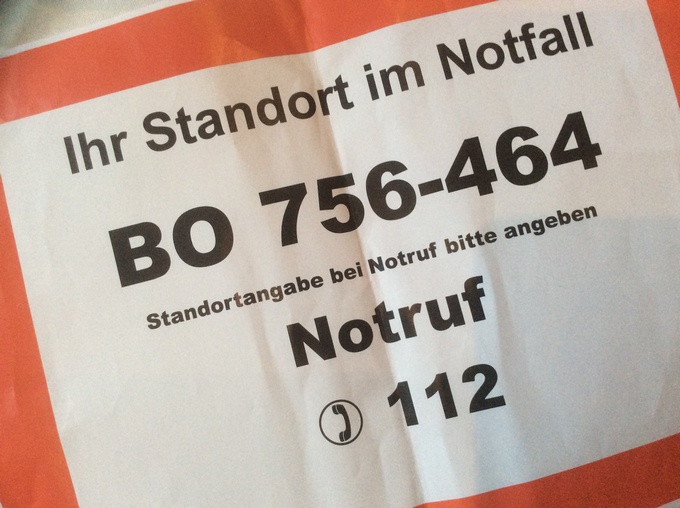 Ihr Standort im Notfall
BO 756-464
Standortangabe bei Notruf bitte angeben
Notruf
112